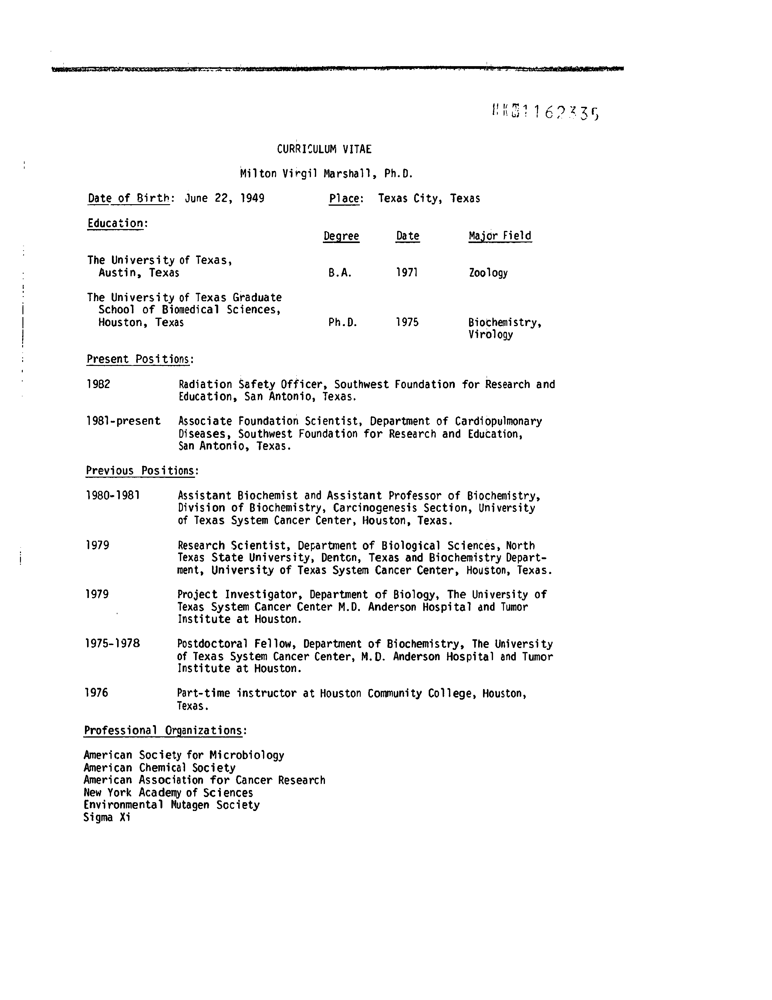 1162335
CURRICULUM VITAE
Milton Virgil Marshall, Ph.D.
Date of Birth: June 22, 1949 Place: Texas City, Texas
Education:
Degree Date Major Field
The University of Texas,
Austin, Texas B.A. 1971 Zoology
The University of Texas Graduate
School of Biomedical Sciences,
Houston, Texas Ph.D. 1975 Biochemistry,
Virology
Present Positions:
1982 Radiation Safety Officer, Southwest Foundation for Research and
Education, San Antonio, Texas.
1981-present Associate Foundation Scientist, Department of Cardiopulmonary
Diseases, Southwest Foundation for Research and Education,
San Antonio, Texas.
Previous Positions:
1980-1981 Assistant Biochemist and Assistant Professor of Biochemistry,
Division of Biochemistry, Carcinogenesis Section, University
of Texas System Cancer Center, Houston, Texas.
1979 Research Scientist, Department of Biological Sciences, North
Texas State University, Denton, Texas and Biochemistry Depart-
ment, University of Texas System Cancer Center, Houston, Texas.
1979 Project Investigator, Department of Biology, The University of
Texas System Cancer Center M.D. Anderson Hospital and Tumor
Institute at Houston.
1975-1978 Postdoctoral Fellow, Department of Biochemistry, The University
of Texas System Cancer Center, M.D. Anderson Hospital and Tumor
Institute at Houston.
1976 Part-time instructor at Houston Community College, Houston,
Texas.
Professional Organizations:
American Society for Microbiology
American Chemical Society
American Association for Cancer Research
New York Academy of Sciences
Environmental Mutagen Society
Sigma Xi